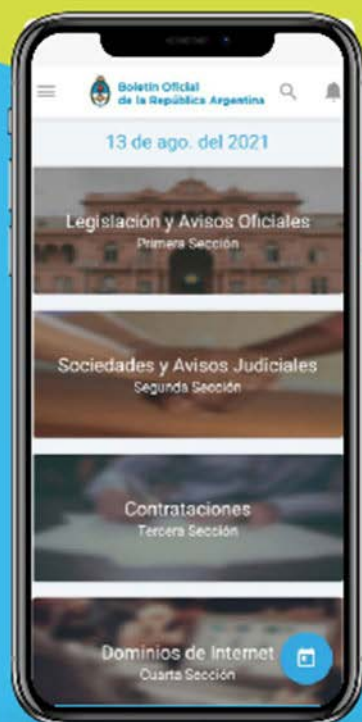 Boletín Oficial
de la República Argentina
13 de ago. del 2021
Legislación y Avisos Oficiales
Primera Sección
Sociedades y Avisos Judiciales
Segunda Sección
Contrataciones
Tercera Sección
Dominios de Internet
Cuarta Sección